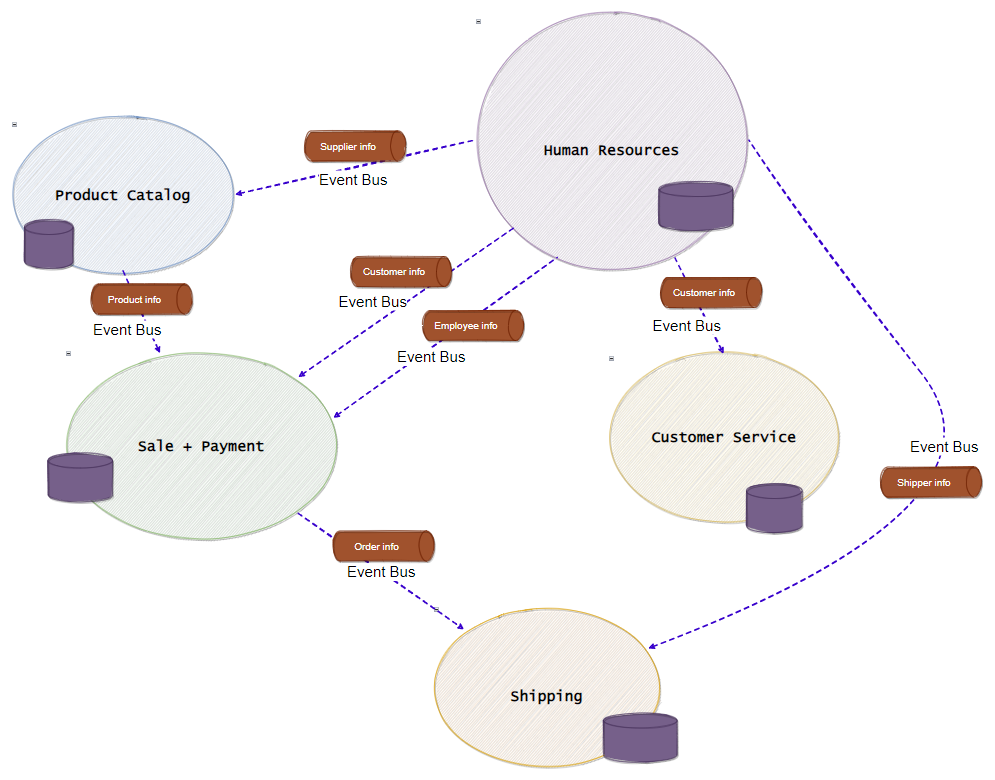 Human Resources
Supplier info
Event Bus
Product Catalog
Customer info
Event Bus
Customer info
Event Bus
Product info
Event Bus
Employee info
Event Bus
Sale + Payment
Customer Service
Event Bus
Shipper info
Order info
Event Bus
Shipping